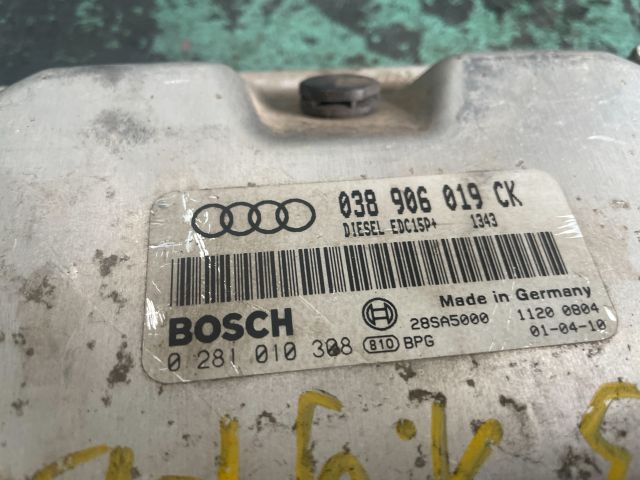 038 906 019 CK
DIESEL EDC15P+ 1343
Made in Germany
BOSCH 28SA5000 1120 0804
0 281 010 308 810 BPG 01-04-10